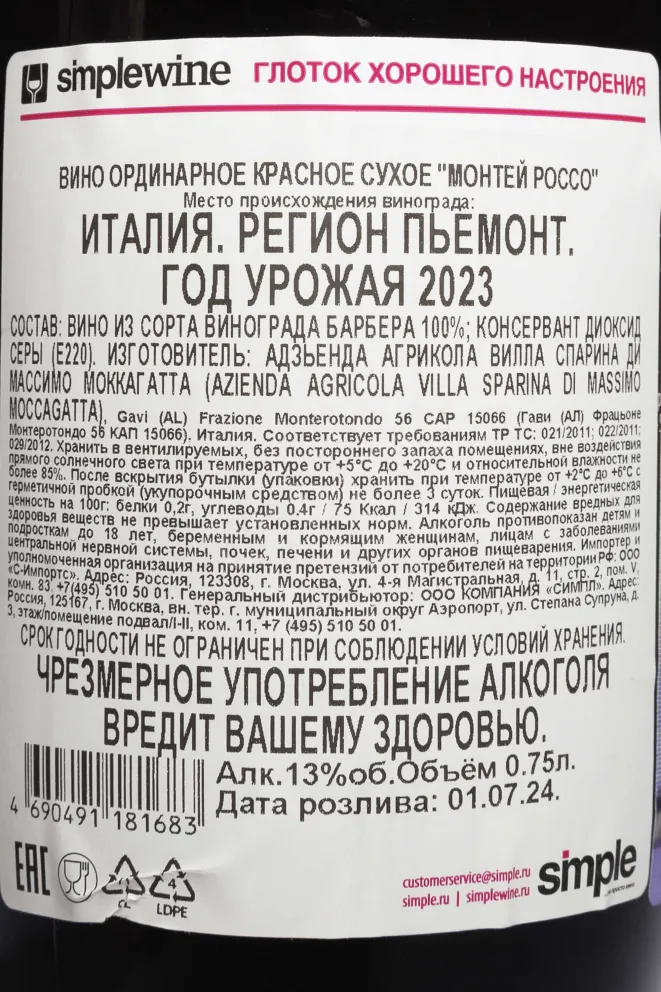 simplewine ГЛОТОК ХОРОШЕГО НАСТРОЕНИЯ
ВИНО ОРДИНАРНОЕ КРАСНОЕ СУХОЕ "МОНТЕЙ РОССО"
Место происхождения винограда:
ИТАЛИЯ. РЕГИОН ПЬЕМОНТ.
ГОД УРОЖАЯ 2023
СОСТАВ: ВИНО ИЗ СОРТА ВИНОГРАДА БАРБЕРА 100%; КОНСЕРВАНТ ДИОКСИД
СЕРЫ (Е220). ИЗГОТОВИТЕЛЬ: АДЗЬЕНДА АГРИКОЛА ВИЛЛА СПАРИНА ДИ
МАССИМО МОККАГАТТА (AZIENDA AGRICOLA VILLA SPARINA DI MASSIMO
MOCCAGATTA), Gavi (AL) Frazione Monterotondo 56 CAP 15066 (Гави (АЛ) Фрацьоне
Монтеротондо 56 КАП 15066). Италия. Соответствует требованиям ТР ТС: 021/2011; 022/2011;
029/2012. Хранить в вентилируемых, без постороннего запаха помещениях, вне воздействия
прямого солнечного света при температуре от +5°С до +20°С и относительной влажности не
более 85%. После вскрытия бутылки (упаковки) хранить при температуре от +2°С до +6°С с
герметичной пробкой (укупорочным средством) не более 3 суток. Пищевая / энергетическая
ценность на 100г: белки 0,2г, углеводы 0.4г / 75 Ккал / 314 кДж. Содержание вредных для
здоровья веществ не превышает установленных норм. Алкоголь противопоказан детям и
подросткам до 18 лет, беременным и кормящим женщинам, лицам с заболеваниями
центральной нервной системы, почек, печени и других органов пищеварения. Импортер и
уполномоченная организация на принятие претензий от потребителей на территории РФ: ООО
«С-Импортс». Адрес: Россия, 123308, г. Москва, ул. 4-я Магистральная, д. 11, стр. 2, пом. V,
комн. 83, +7(495) 510 50 01. Генеральный дистрибьютор: ООО КОМПАНИЯ «СИМПЛ». Адрес:
Россия, 125167, г. Москва, вн. тер. г. муниципальный округ Аэропорт, ул. Степана Супруна, д.
3, этаж/помещение подвал/I-II, ком. 11, +7 (495) 510 50 01.
СРОК ГОДНОСТИ НЕ ОГРАНИЧЕН ПРИ СОБЛЮДЕНИИ УСЛОВИЙ ХРАНЕНИЯ.
ЧРЕЗМЕРНОЕ УПОТРЕБЛЕНИЕ АЛКОГОЛЯ
ВРЕДИТ ВАШЕМУ ЗДОРОВЬЮ.
Алк.13%об.Объём 0.75л.
Дата розлива: 01.07.24.
4 690491 181683
EAC
4
LDPE
customerservice@simple.ru
simple.ru | simplewine.ru
simple